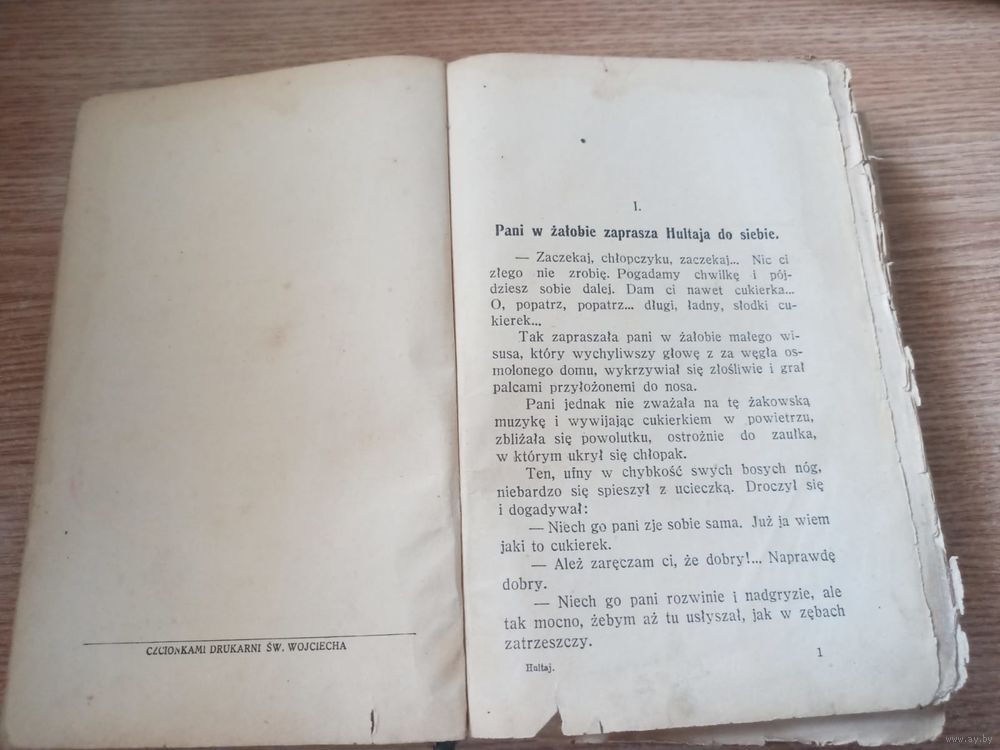 CZCIONKAMI DRUKARNI ŚW. WOJCIECHA
I.
Pani w żałobie zaprasza Hultaja do siebie.
— Zaczekaj, chłopczyku, zaczekaj... Nic ci
złego nie zrobię. Pogadamy chwilkę i pój-
dziesz sobie dalej. Dam ci nawet cukierka...
O, popatrz, popatrz... długi, ładny, słodki cu-
kierek...
Tak zapraszała pani w żałobie małego wi-
susa, który wychyliwszy głowę z za węgła os-
molonego domu, wykrzywiał się złośliwie i grał
palcami przyłożonemi do nosa.
Pani jednak nie zważała na tę żakowską
muzykę i wywijając cukierkiem w powietrzu,
zbliżała się powolutku, ostrożnie do zaułka,
w którym ukrył się chłopak.
Ten, ufny w chybkość swych bosych nóg,
niebardzo się spieszył z ucieczką. Droczył się
i dogadywał:
— Niech go pani zje sobie sama. Już ja wiem
jaki to cukierek.
— Ależ zaręczam ci, że dobry!... Naprawdę
dobry.
— Niech go pani rozwinie i nadgryzie, ale
tak mocno, żebym aż tu usłyszał, jak w zębach
zatrzeszczy.
Hultaj.
1
www.ay.by